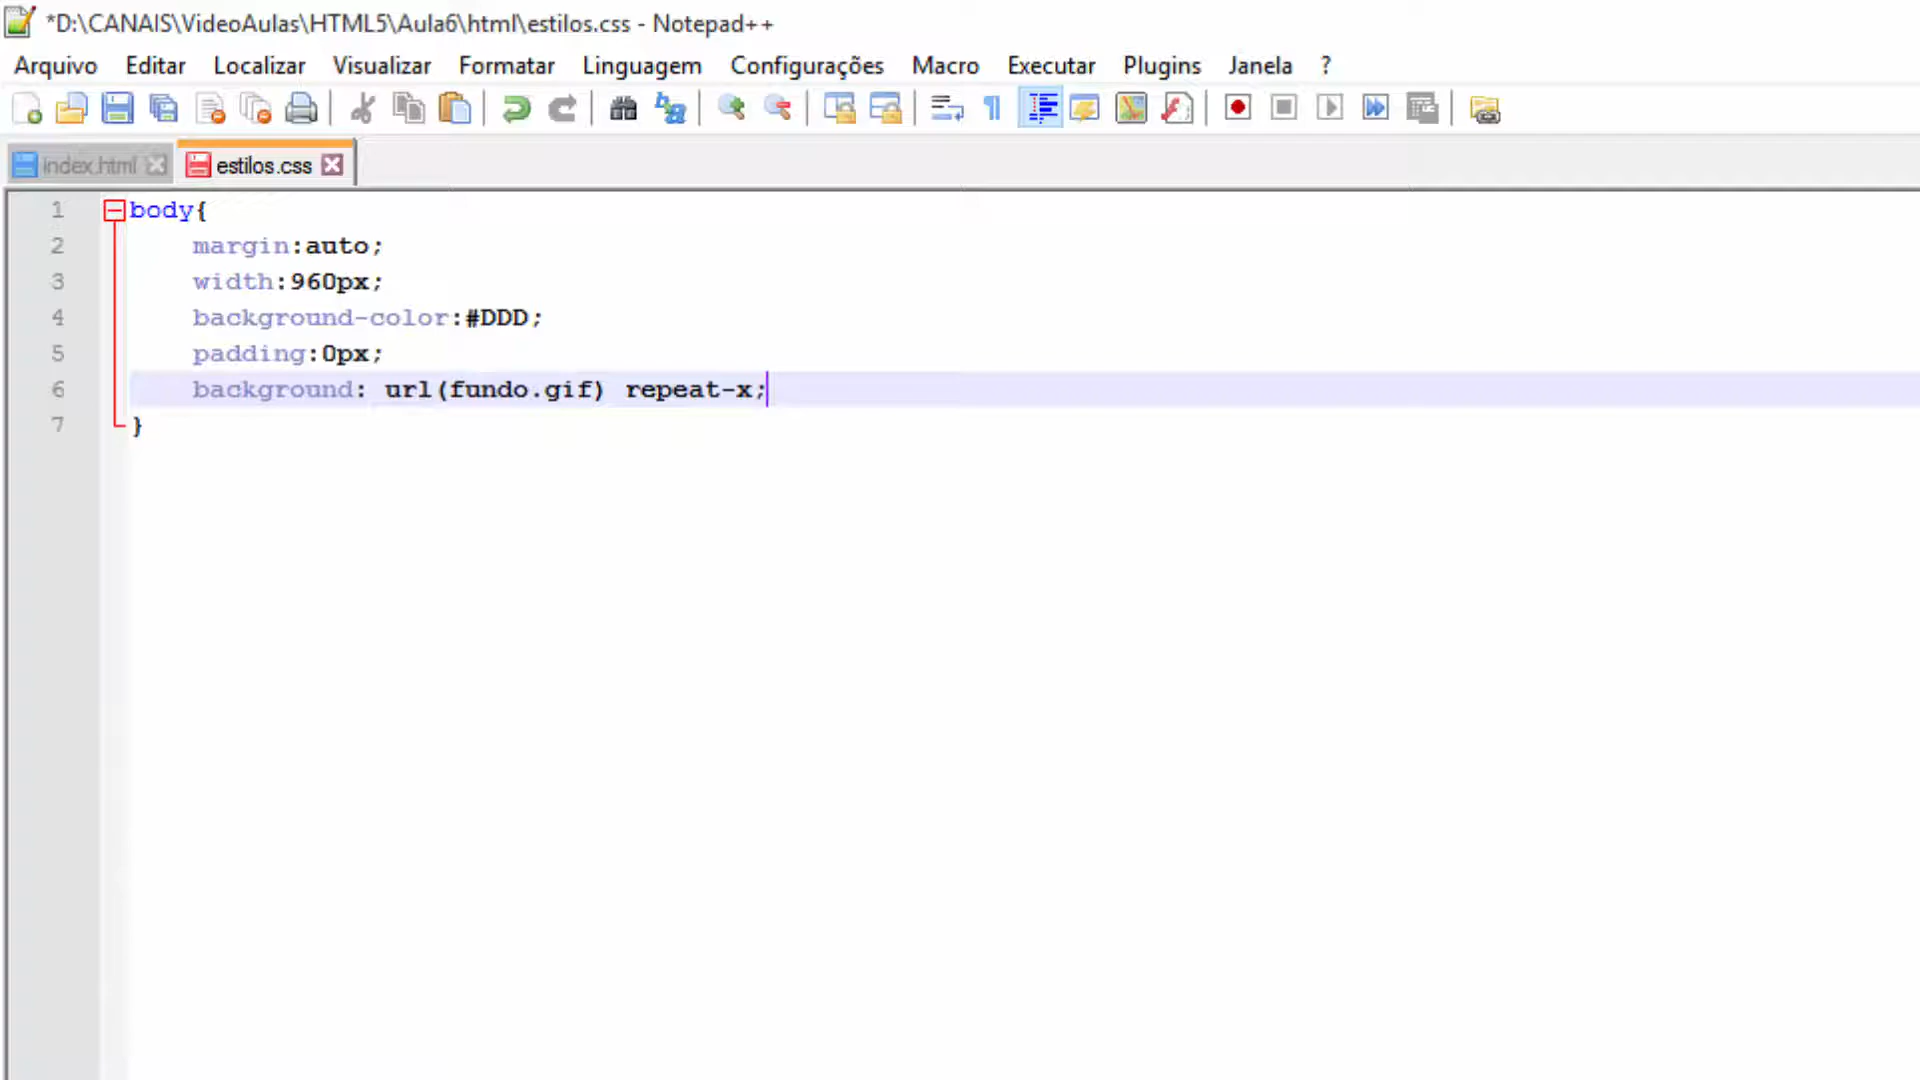 *D:\CANAIS\VideoAulas\HTML5\Aula6\html\estilos.css - Notepad++
Arquivo Editar Localizar Visualizar Formatar Linguagem Configurações Macro Executar Plugins Janela ?
index.html estilos.css
1 body{
2 margin:auto;
3 width:960px;
4 background-color:#DDD;
5 padding:0px;
6 background: url(fundo.gif) repeat-x;
7 }